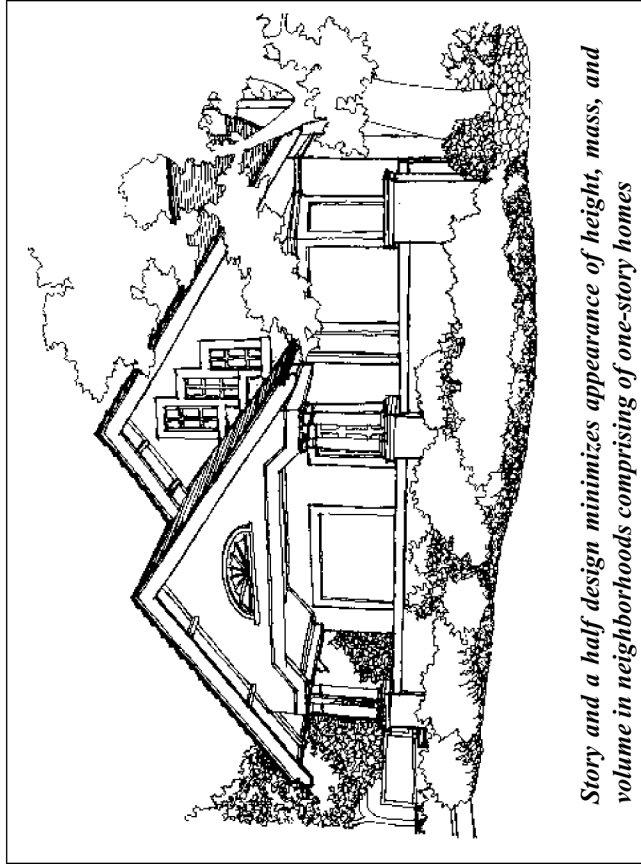 Story and a half design minimizes appearance of height, mass, and
volume in neighborhoods comprising of one-story homes